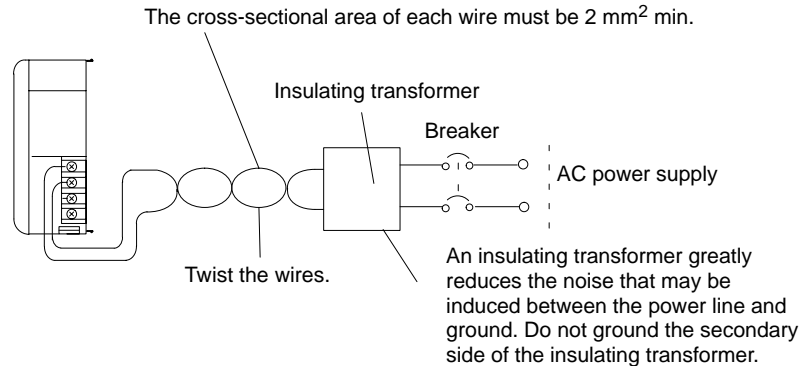 The cross-sectional area of each wire must be 2 mm2 min.
Insulating transformer
Breaker
AC power supply
Twist the wires.
An insulating transformer greatly
reduces the noise that may be
induced between the power line and
ground. Do not ground the secondary
side of the insulating transformer.